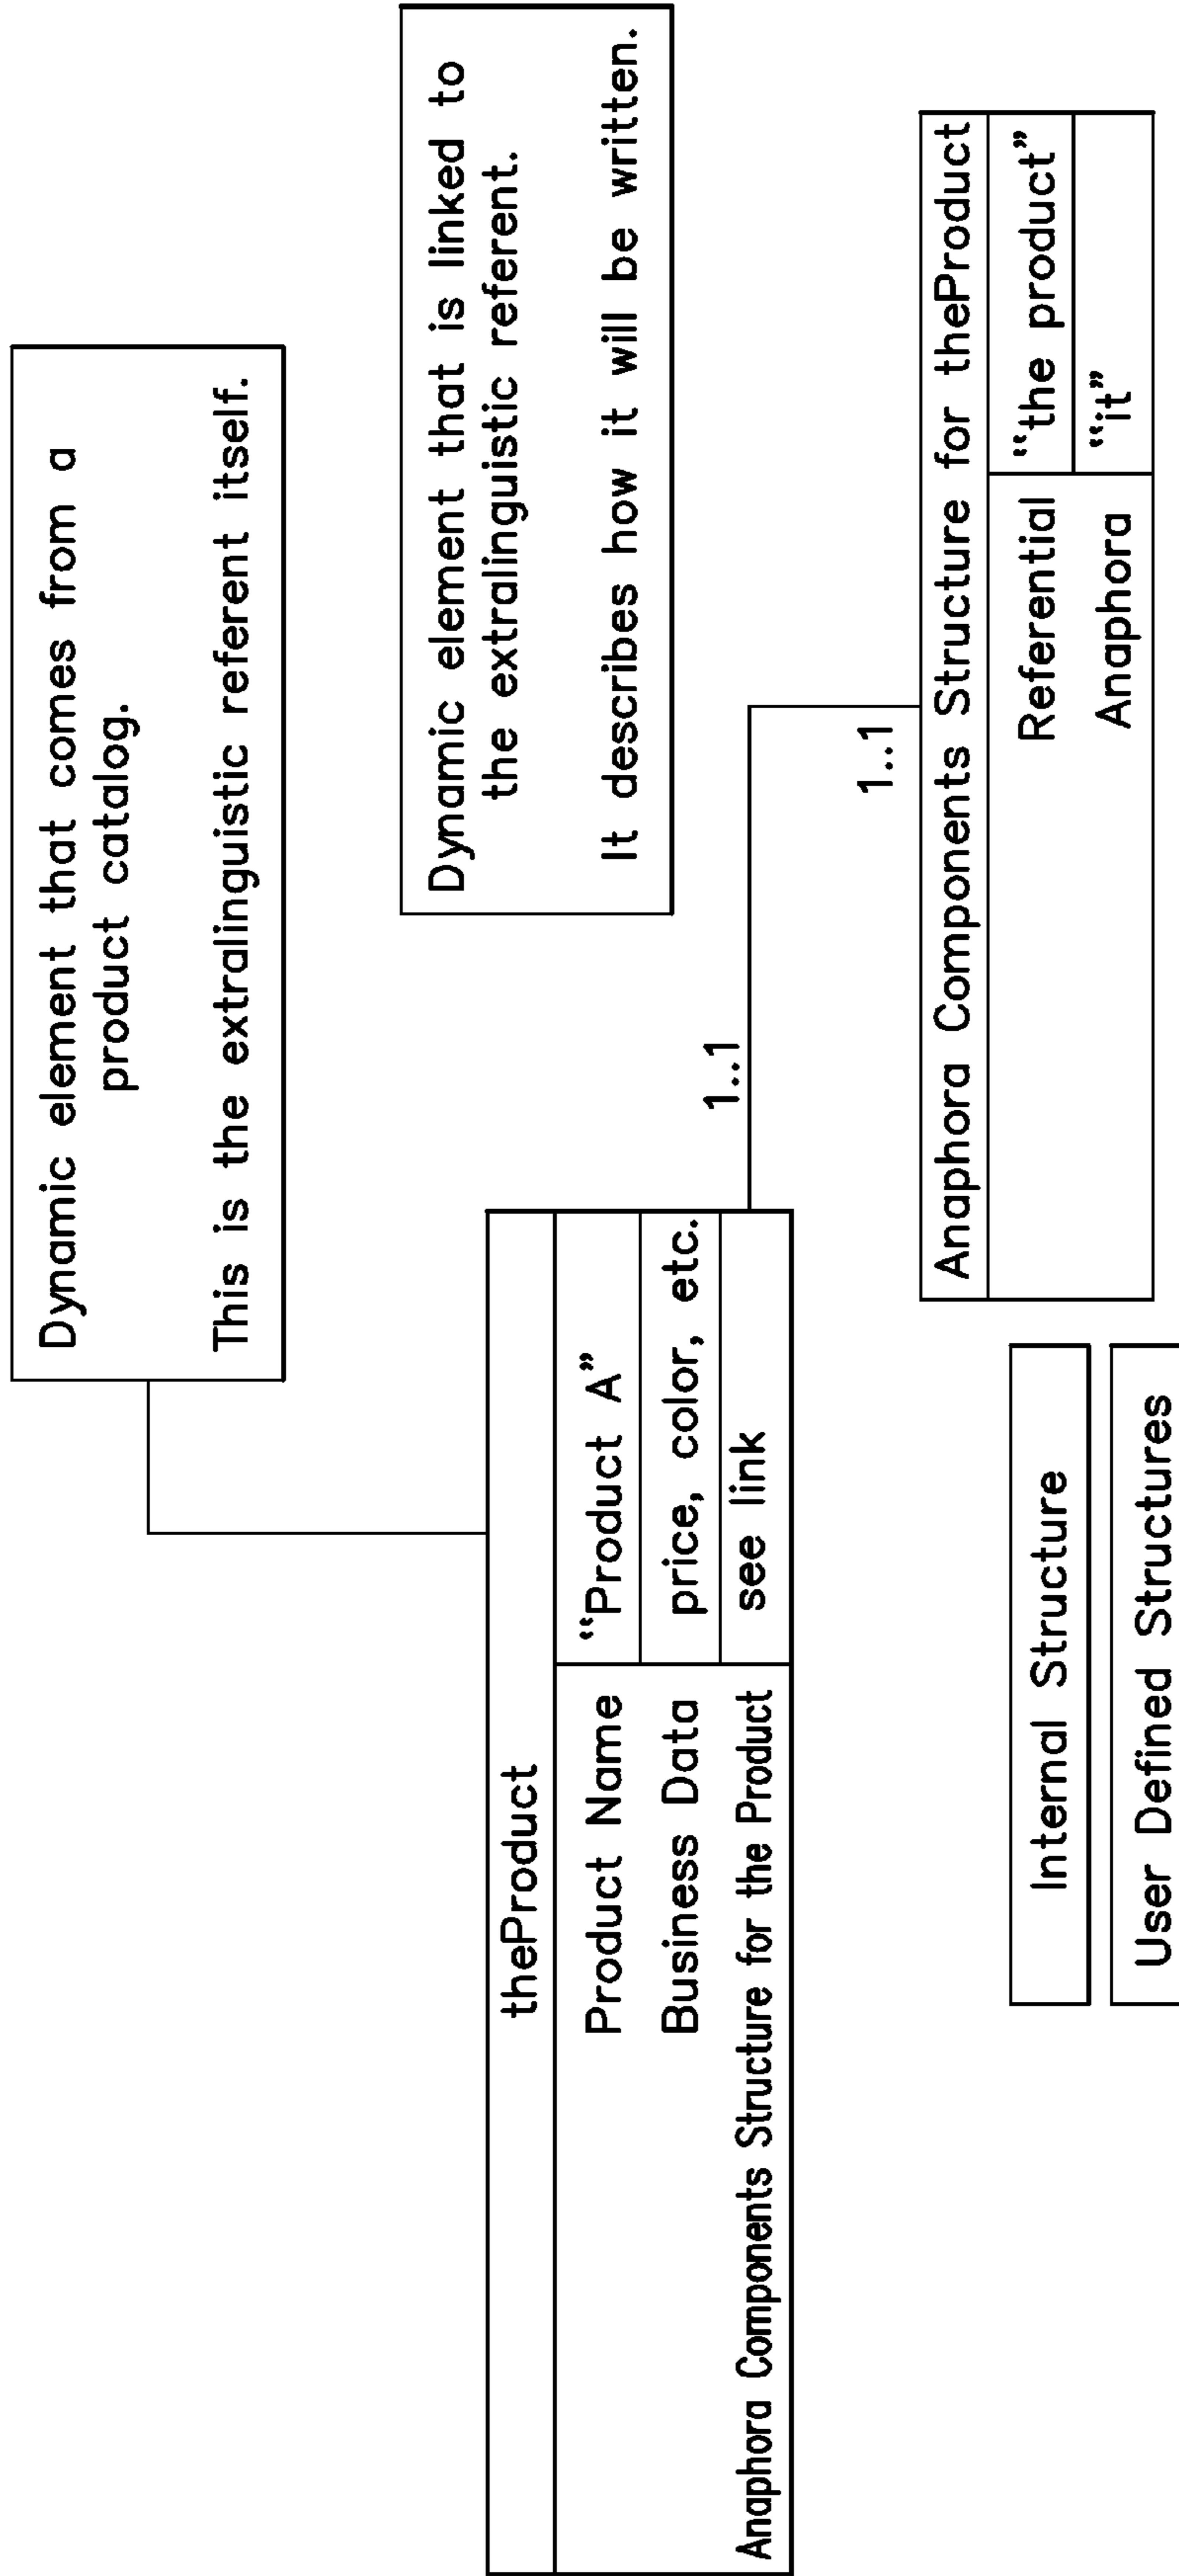 Dynamic element that comes from a
product catalog.
This is the extralinguistic referent itself.
Dynamic element that is linked to
the extralinguistic referent.
It describes how it will be written.
theProduct
Product Name “Product A”
Business Data price, color, etc.
Anaphora Components Structure for the Product see link
1..1
1..1
Anaphora Components Structure for theProduct
Referential “the product”
Anaphora “it”
Internal Structure
User Defined Structures